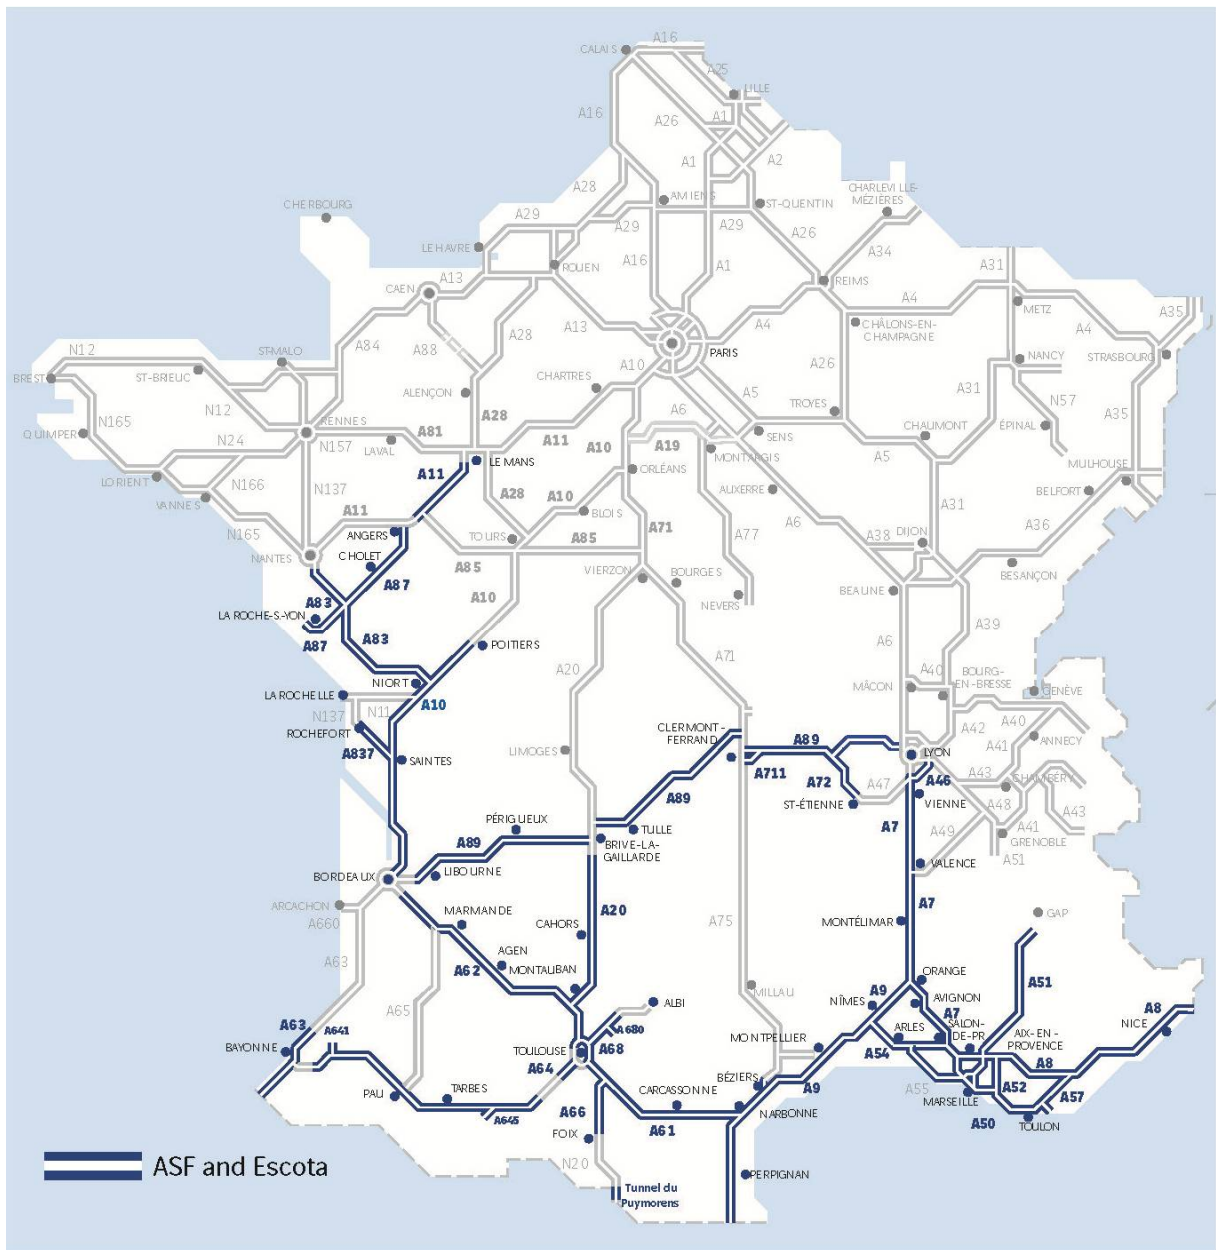 A16
CALAIS
A25
LILLE
A16
A26
A1
A1
A2
A28
AMIENS
ST-QUENTIN
CHARLEVILLE-
MÉZIÈRES
CHERBOURG
A29
A29
A29
A26
A34
LE HAVRE
A31
ROUEN
A16
A1
REIMS
A13
CAEN
A4
METZ
A35
A84
A88
A28
A13
A4
CHÂLONS-EN-
CHAMPAGNE
A4
N12
ST-MALO
PARIS
NANCY
STRASBOURG
BREST
ST-BRIEUC
A10
A26
CHARTRES
A5
A31
N57
ALENÇON
A35
N165
N12
RENNES
A28
A6
TROYES
QUIMPER
N24
N157
A81
LAVAL
A11
A10
A19
SENS
CHAUMONT
ÉPINAL
MONTARGIS
A5
LE MANS
MULHOUSE
LORIENT
N166
N137
A11
ORLÉANS
AUXERRE
BELFORT
VANNES
A28
A10
A31
A11
BLOIS
A6
N165
ANGERS
TOURS
A85
A71
A77
A38
DIJON
A36
NANTES
CHOLET
A85
VIERZON
BOURGES
BESANÇON
A87
BEAUNE
A83
A10
NEVERS
LA ROCHE-S.-YON
A39
A87
A83
POITIERS
A6
A20
A71
A40
BOURG-
EN-BRESSE
NIORT
MÂCON
GENÈVE
LA ROCHELLE
N11
A10
N137
A40
ROCHEFORT
CLERMONT-
FERRAND
A42
A89
A41
ANNECY
A837
SAINTES
LIMOGES
LYON
A711
A72
A47
A46
A43
CHAMBÉRY
A89
ST-ÉTIENNE
VIENNE
A48
A43
PÉRIGUEUX
TULLE
A7
A49
A41
GRENOBLE
A89
BRIVE-LA-
GAILLARDE
A51
BORDEAUX
LIBOURNE
VALENCE
ARCACHON
MARMANDE
A20
A7
GAP
A660
CAHORS
A75
MONTÉLIMAR
A63
AGEN
A62
MONTAUBAN
ORANGE
A51
A65
MILLAU
A9
AVIGNON
ALBI
NÎMES
A7
A8
A63
A641
A680
ARLES
SALON-
DE-PR
AIX-EN-
PROVENCE
NICE
BAYONNE
TOULOUSE
A68
MONTPELLIER
A54
A64
A8
PAU
TARBES
BÉZIERS
A9
A55
A52
CARCASSONNE
MARSEILLE
A57
A645
A66
NARBONNE
A50
TOULON
FOIX
A61
N20
PERPIGNAN
Tunnel du
Puymorens
ASF and Escota